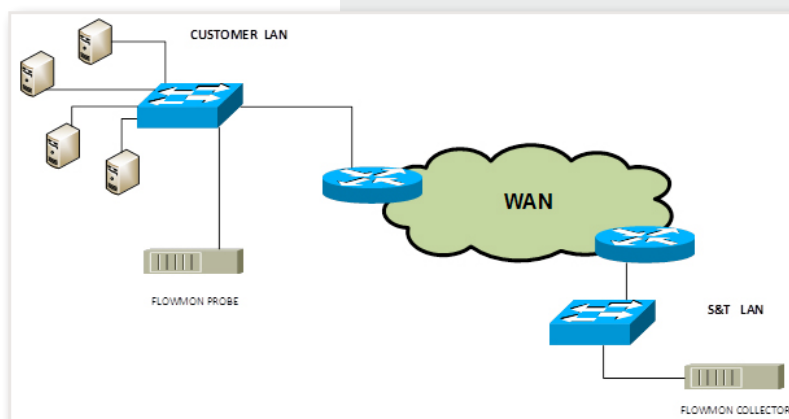 CUSTOMER LAN
WAN
FLOWMON PROBE
S&T LAN
FLOWMON COLLECTOR